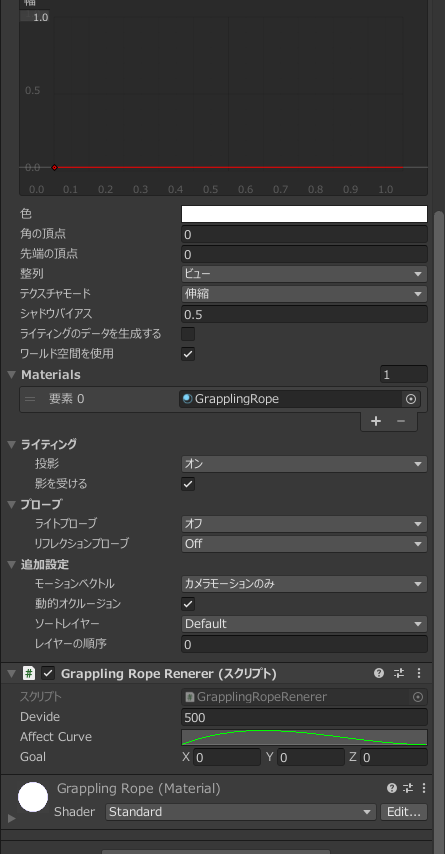 幅
1.0
0.5
0.0
0.0 0.1 0.2 0.3 0.4 0.5 0.6 0.7 0.8 0.9 1.0
色
角の頂点 0
先端の頂点 0
整列 ビュー
テクスチャモード 伸縮
シャドウバイアス 0.5
ライティングのデータを生成する
ワールド空間を使用
Materials 1
要素 0 GrapplingRope
+ −
ライティング
投影 オン
影を受ける
プローブ
ライトプローブ オフ
リフレクションプローブ Off
追加設定
モーションベクトル カメラモーションのみ
動的オクルージョン
ソートレイヤー Default
レイヤーの順序 0
# Grappling Rope Renerer (スクリプト)
スクリプト GrapplingRopeRenerer
Devide 500
Affect Curve
Goal X 0 Y 0 Z 0
Grappling Rope (Material)
Shader Standard Edit...